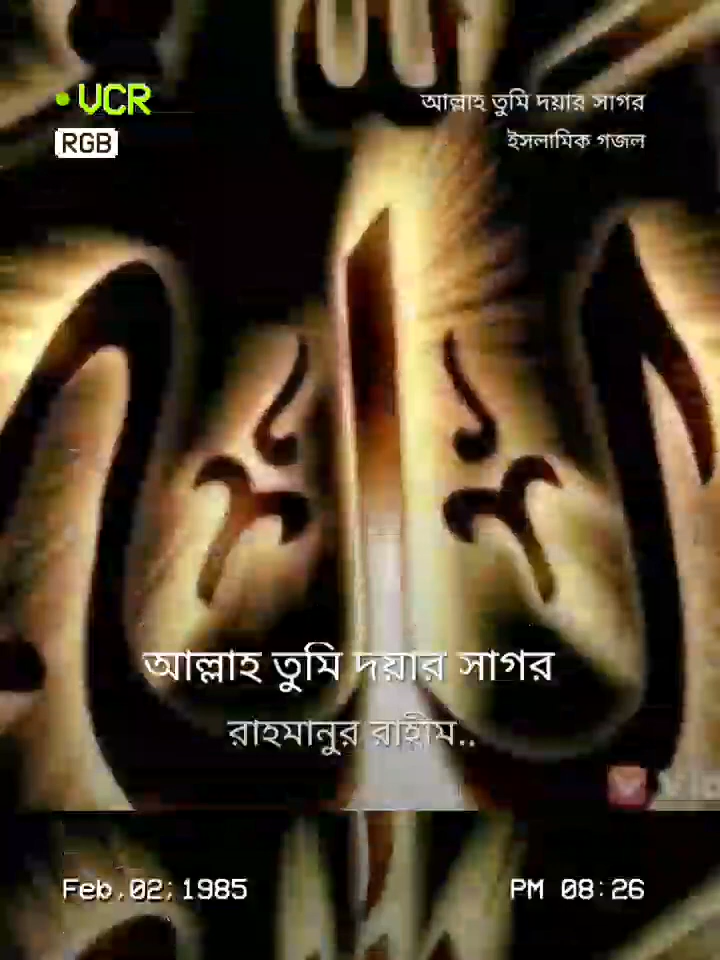 • VCR
RGB
আল্লাহ তুমি দয়ার সাগর
ইসলামিক গজল
আল্লাহ তুমি দয়ার সাগর
রাহমানুর রাহীম..
Feb.02;1985
PM 08:26